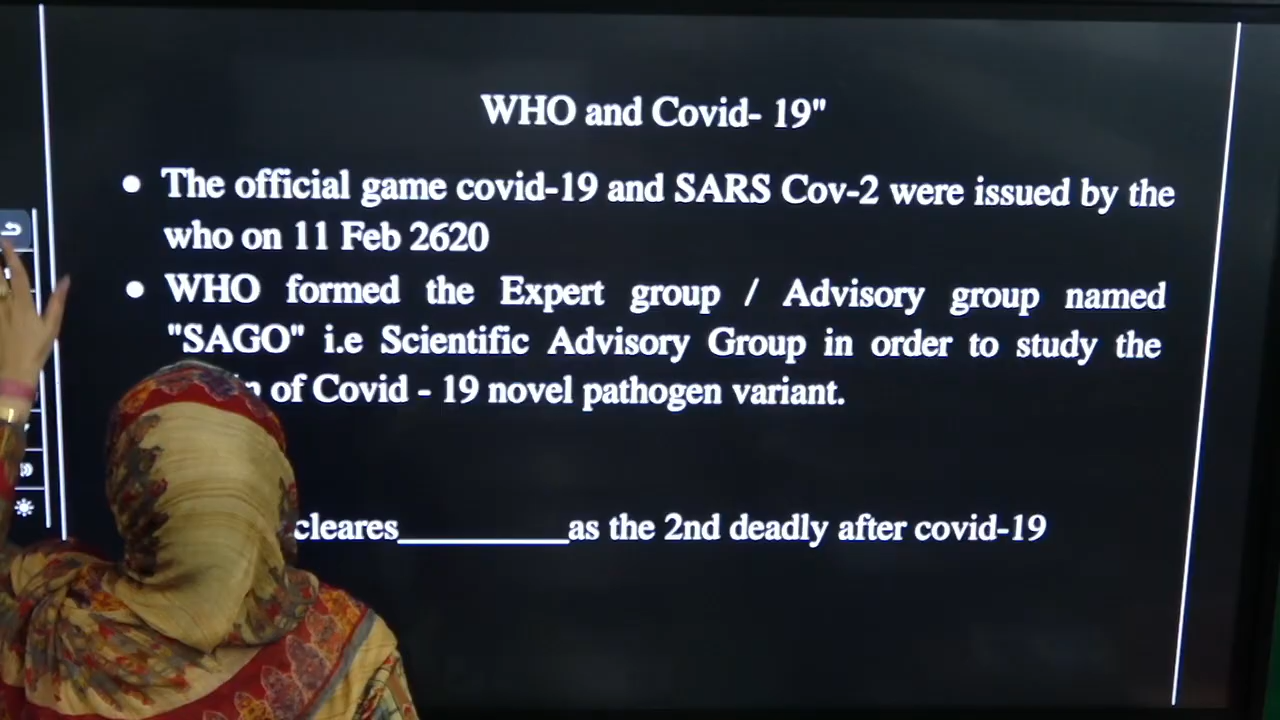 WHO and Covid- 19"
● The official game covid-19 and SARS Cov-2 were issued by the
who on 11 Feb 2620
● WHO formed the Expert group / Advisory group named
"SAGO" i.e Scientific Advisory Group in order to study the
of Covid - 19 novel pathogen variant.
cleares__________as the 2nd deadly after covid-19